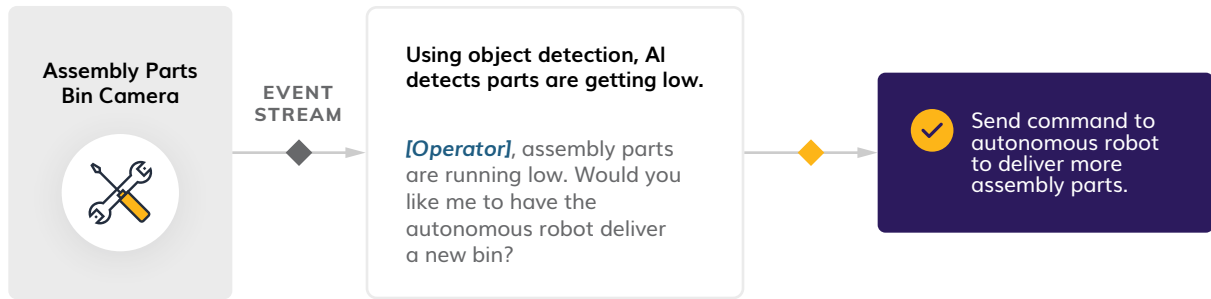 Assembly Parts
Bin Camera
EVENT
STREAM
Using object detection, AI
detects parts are getting low.
[Operator], assembly parts
are running low. Would you
like me to have the
autonomous robot deliver
a new bin?
Send command to
autonomous robot
to deliver more
assembly parts.